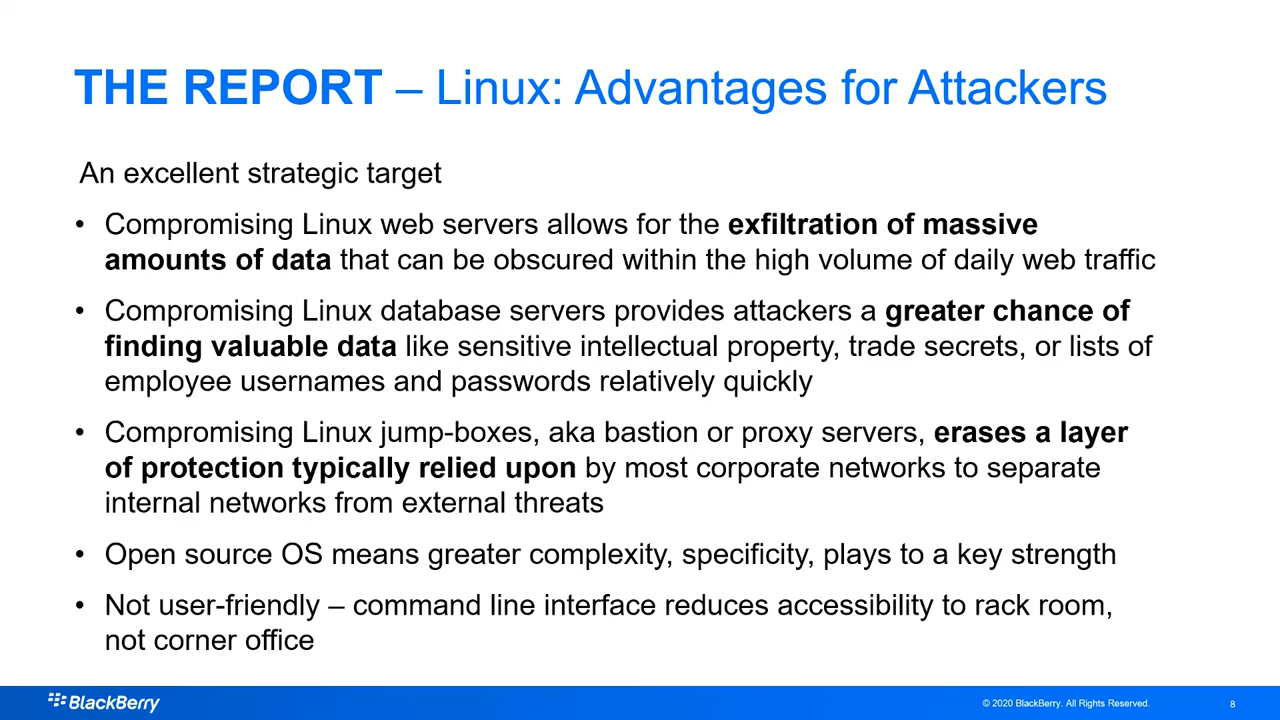 THE REPORT – Linux: Advantages for Attackers
An excellent strategic target
• Compromising Linux web servers allows for the exfiltration of massive
amounts of data that can be obscured within the high volume of daily web traffic
• Compromising Linux database servers provides attackers a greater chance of
finding valuable data like sensitive intellectual property, trade secrets, or lists of
employee usernames and passwords relatively quickly
• Compromising Linux jump-boxes, aka bastion or proxy servers, erases a layer
of protection typically relied upon by most corporate networks to separate
internal networks from external threats
• Open source OS means greater complexity, specificity, plays to a key strength
• Not user-friendly – command line interface reduces accessibility to rack room,
not corner office
BlackBerry
© 2020 BlackBerry. All Rights Reserved.
8